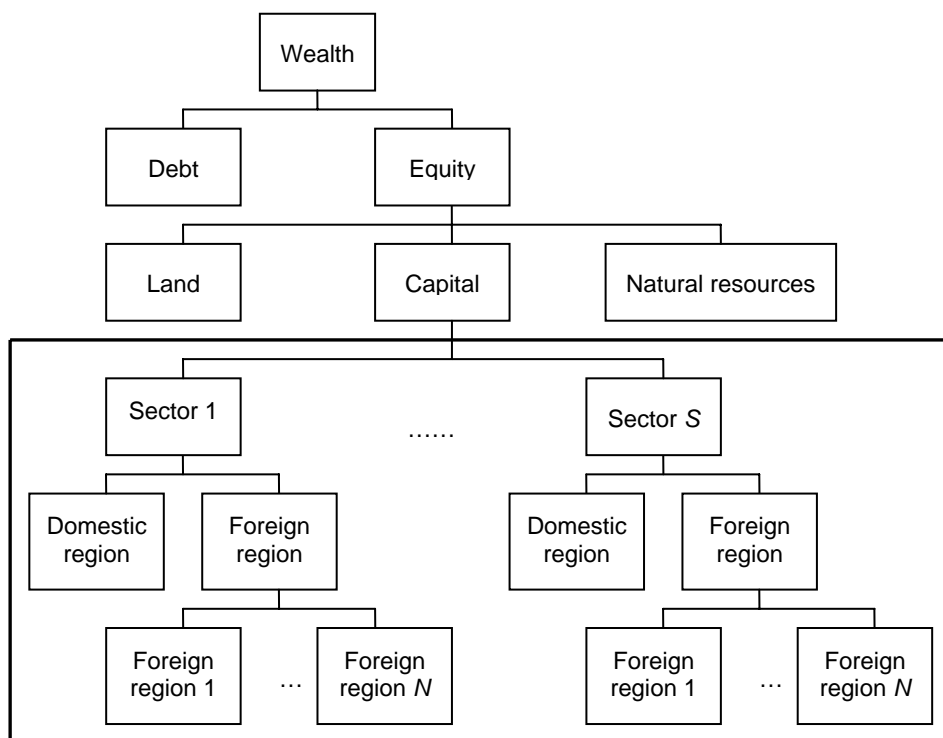 Wealth
Debt
Equity
Land
Capital
Natural resources
Sector 1
……
Sector S
Domestic
region
Foreign
region
Domestic
region
Foreign
region
Foreign
region 1
…
Foreign
region N
Foreign
region 1
…
Foreign
region N